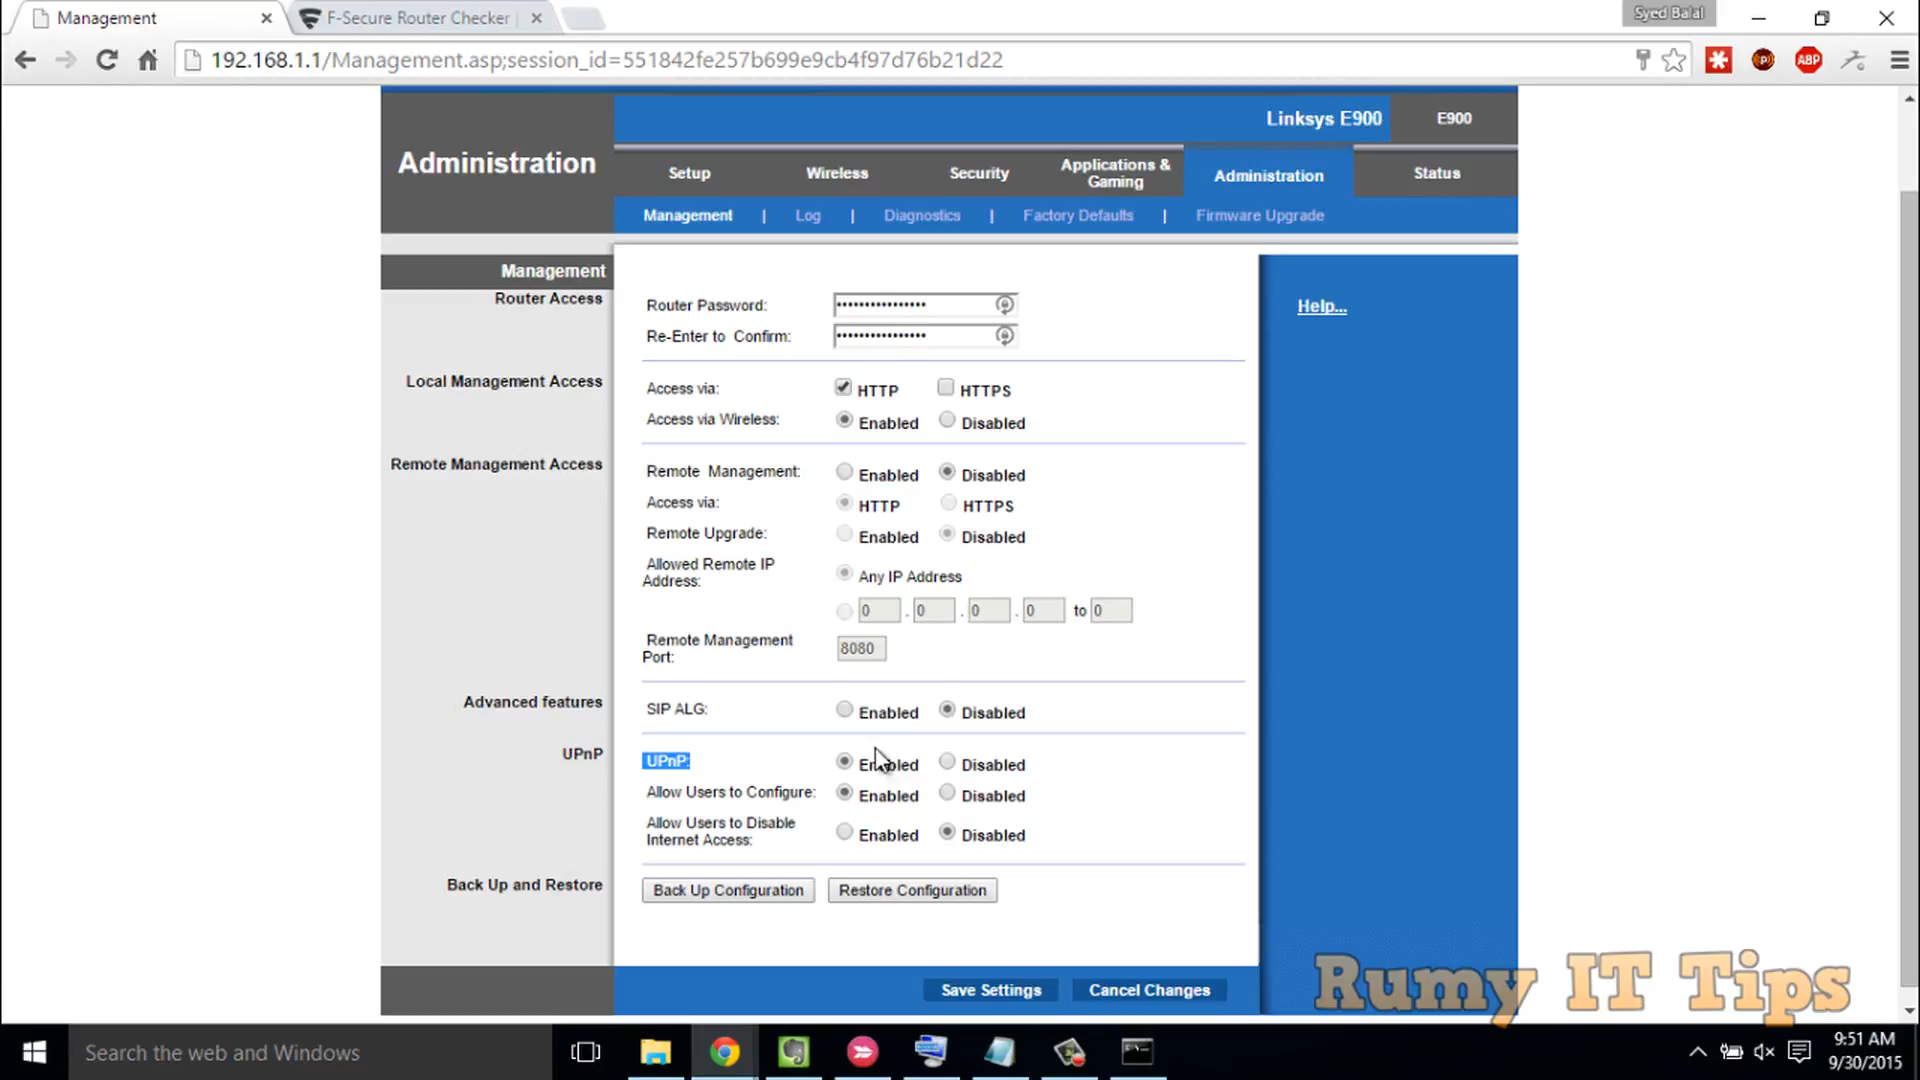 Management
F-Secure Router Checker
Syed Balal
192.168.1.1/Management.asp;session_id=551842fe257b699e9cb4f97d76b21d22
ABP
Linksys E900
E900
Administration
Setup
Wireless
Security
Applications &
Gaming
Administration
Status
Management | Log | Diagnostics | Factory Defaults | Firmware Upgrade
Management
Router Access
Router Password:
Re-Enter to Confirm:
Help...
Local Management Access
Access via: HTTP HTTPS
Access via Wireless: Enabled Disabled
Remote Management Access
Remote Management: Enabled Disabled
Access via: HTTP HTTPS
Remote Upgrade: Enabled Disabled
Allowed Remote IP
Address:
Any IP Address
0 . 0 . 0 . 0 to 0
Remote Management
Port:
8080
Advanced features
SIP ALG: Enabled Disabled
UPnP
UPnP: Enabled Disabled
Allow Users to Configure: Enabled Disabled
Allow Users to Disable
Internet Access:
Enabled Disabled
Back Up and Restore
Back Up Configuration Restore Configuration
Save Settings Cancel Changes
Rumy IT Tips
Search the web and Windows
9:51 AM
9/30/2015